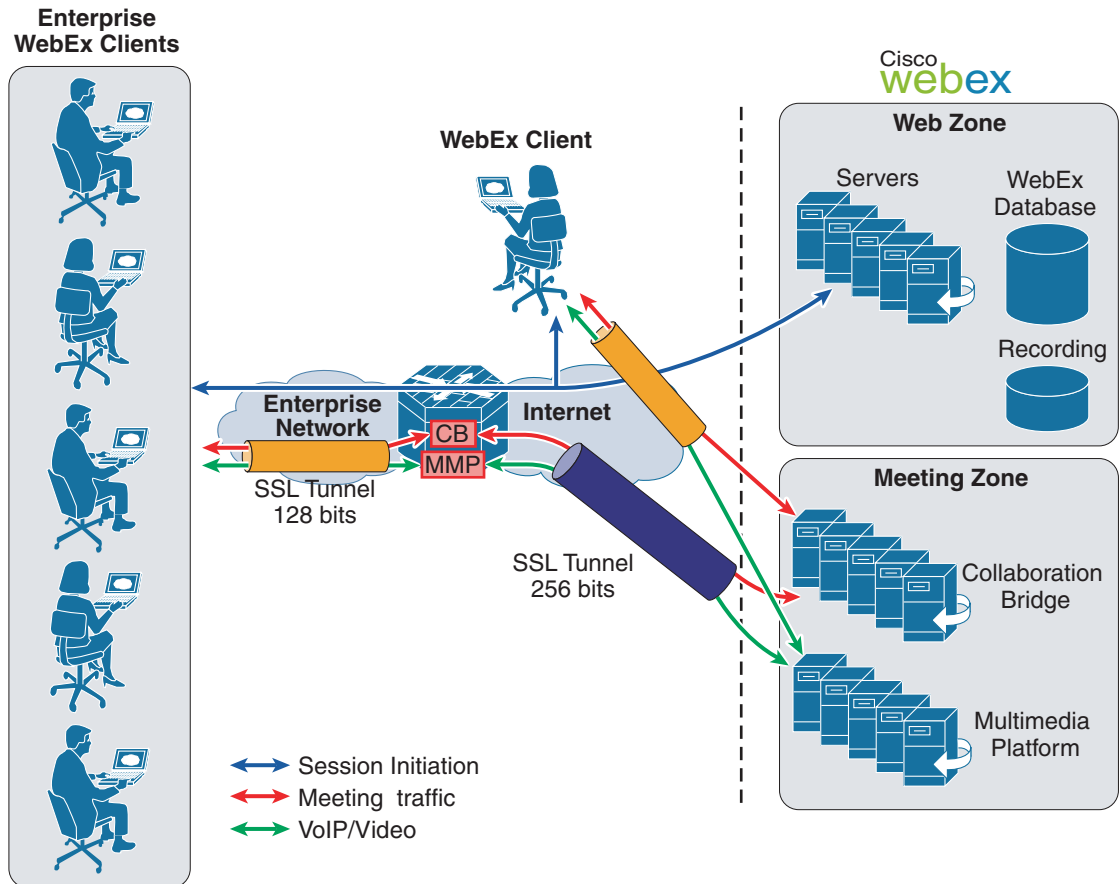 Enterprise
WebEx Clients
Cisco
webex
Web Zone
WebEx Client
Servers
WebEx
Database
Recording
Enterprise
Network
Internet
CB
MMP
SSL Tunnel
128 bits
Meeting Zone
SSL Tunnel
256 bits
Collaboration
Bridge
Multimedia
Platform
Session Initiation
Meeting traffic
VoIP/Video